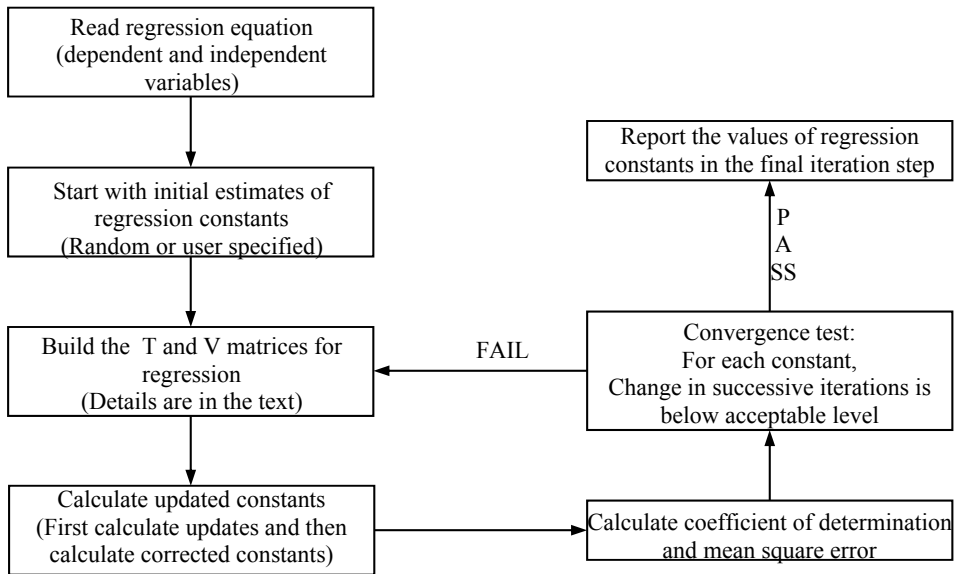 Read regression equation
(dependent and independent
variables)
Start with initial estimates of
regression constants
(Random or user specified)
Build the T and V matrices for
regression
(Details are in the text)
Calculate updated constants
(First calculate updates and then
calculate corrected constants)
Calculate coefficient of determination
and mean square error
Convergence test:
For each constant,
Change in successive iterations is
below acceptable level
FAIL
P
A
SS
Report the values of regression
constants in the final iteration step